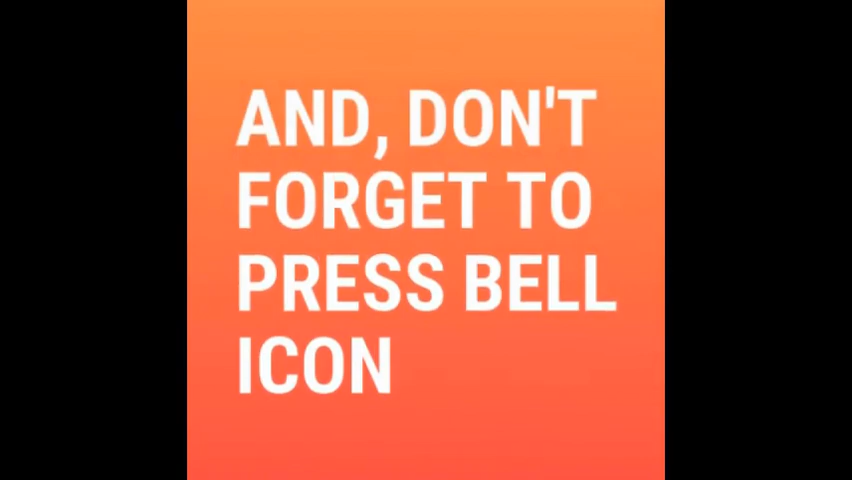 AND, DON'T
FORGET TO
PRESS BELL
ICON